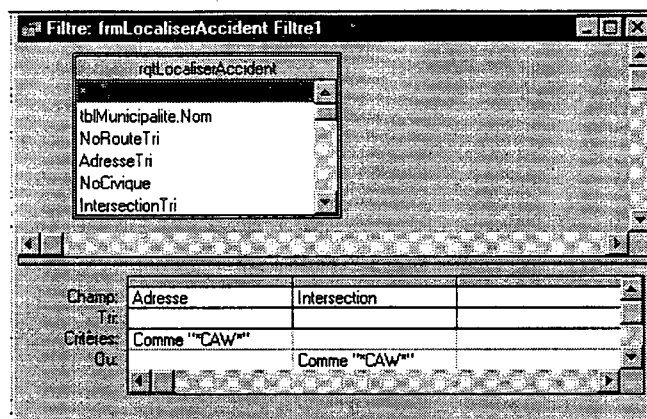 Filtre: frmLocaliserAccident Filtre1
rqtLocaliserAccident
*
tblMunicipalite.Nom
NoRouteTri
AdresseTri
NoCivique
IntersectionTri
Champ: Adresse Intersection
Tri:
Critères: Comme "*CAW*"
Ou: Comme "*CAW*"